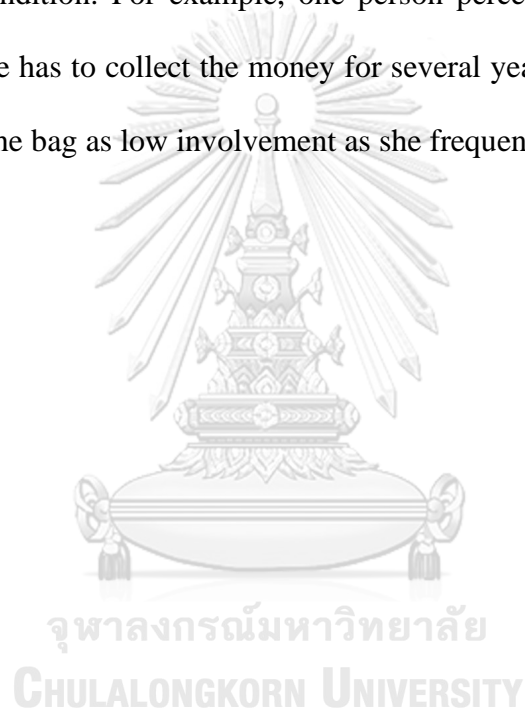 ndition. For example, one person perce
e has to collect the money for several yea
ne bag as low involvement as she frequen
จุฬาลงกรณ์มหาวิทยาลัย
CHULALONGKORN UNIVERSITY